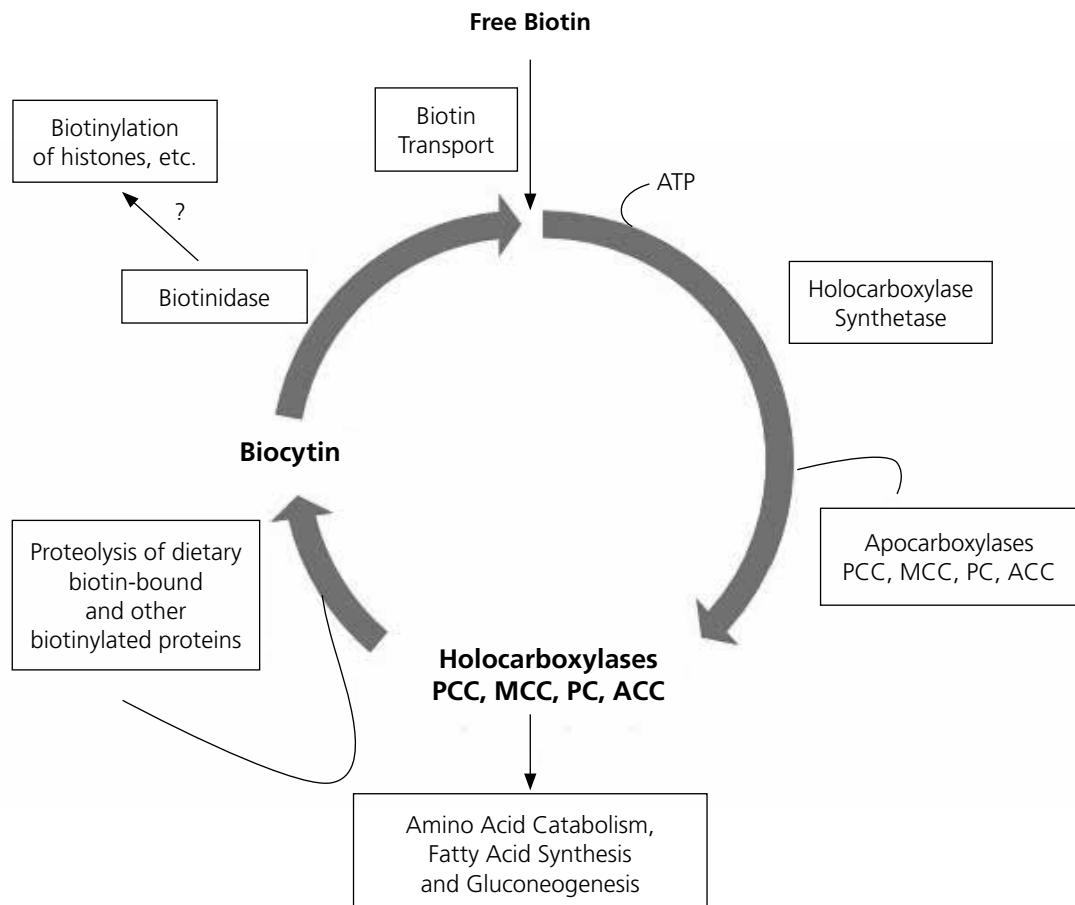 Free Biotin
Biotin
Transport
Biotinylation
of histones, etc.
?
ATP
Biotinidase
Holocarboxylase
Synthetase
Biocytin
Apocarboxylases
PCC, MCC, PC, ACC
Proteolysis of dietary
biotin-bound
and other
biotinylated proteins
Holocarboxylases
PCC, MCC, PC, ACC
Amino Acid Catabolism,
Fatty Acid Synthesis
and Gluconeogenesis